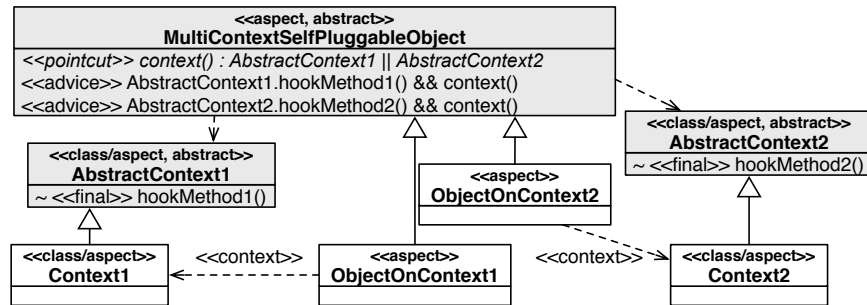 <<aspect, abstract>>
MultiContextSelfPluggableObject
<<pointcut>> context() : AbstractContext1 || AbstractContext2
<<advice>> AbstractContext1.hookMethod1() && context()
<<advice>> AbstractContext2.hookMethod2() && context()
<<class/aspect, abstract>>
AbstractContext1
~ <<final>> hookMethod1()
<<class/aspect, abstract>>
AbstractContext2
~ <<final>> hookMethod2()
<<aspect>>
ObjectOnContext2
<<class/aspect>>
Context1
<<context>>
<<aspect>>
ObjectOnContext1
<<context>>
<<class/aspect>>
Context2